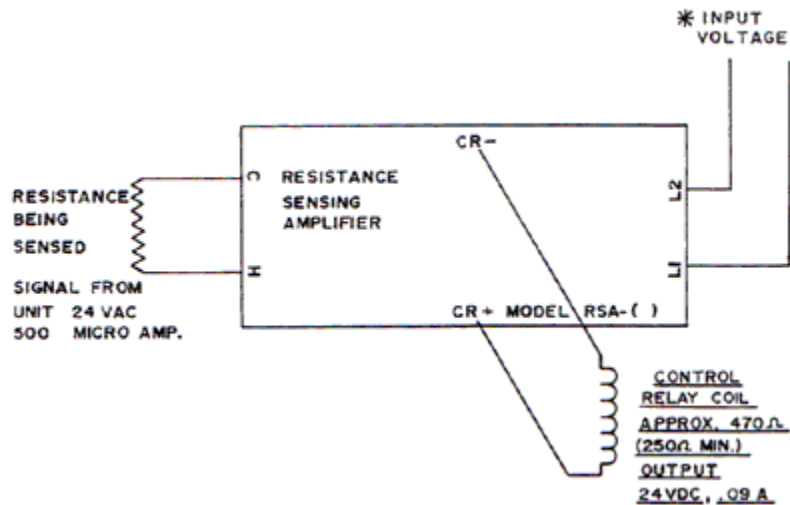 * INPUT
VOLTAGE
CR-
C
RESISTANCE
SENSING
AMPLIFIER
L2
RESISTANCE
BEING
SENSED
H
L1
SIGNAL FROM
UNIT 24 VAC
500 MICRO AMP.
CR+ MODEL RSA-( )
CONTROL
RELAY COIL
APPROX. 470Ω
(250Ω MIN.)
OUTPUT
24VDC, .09 A